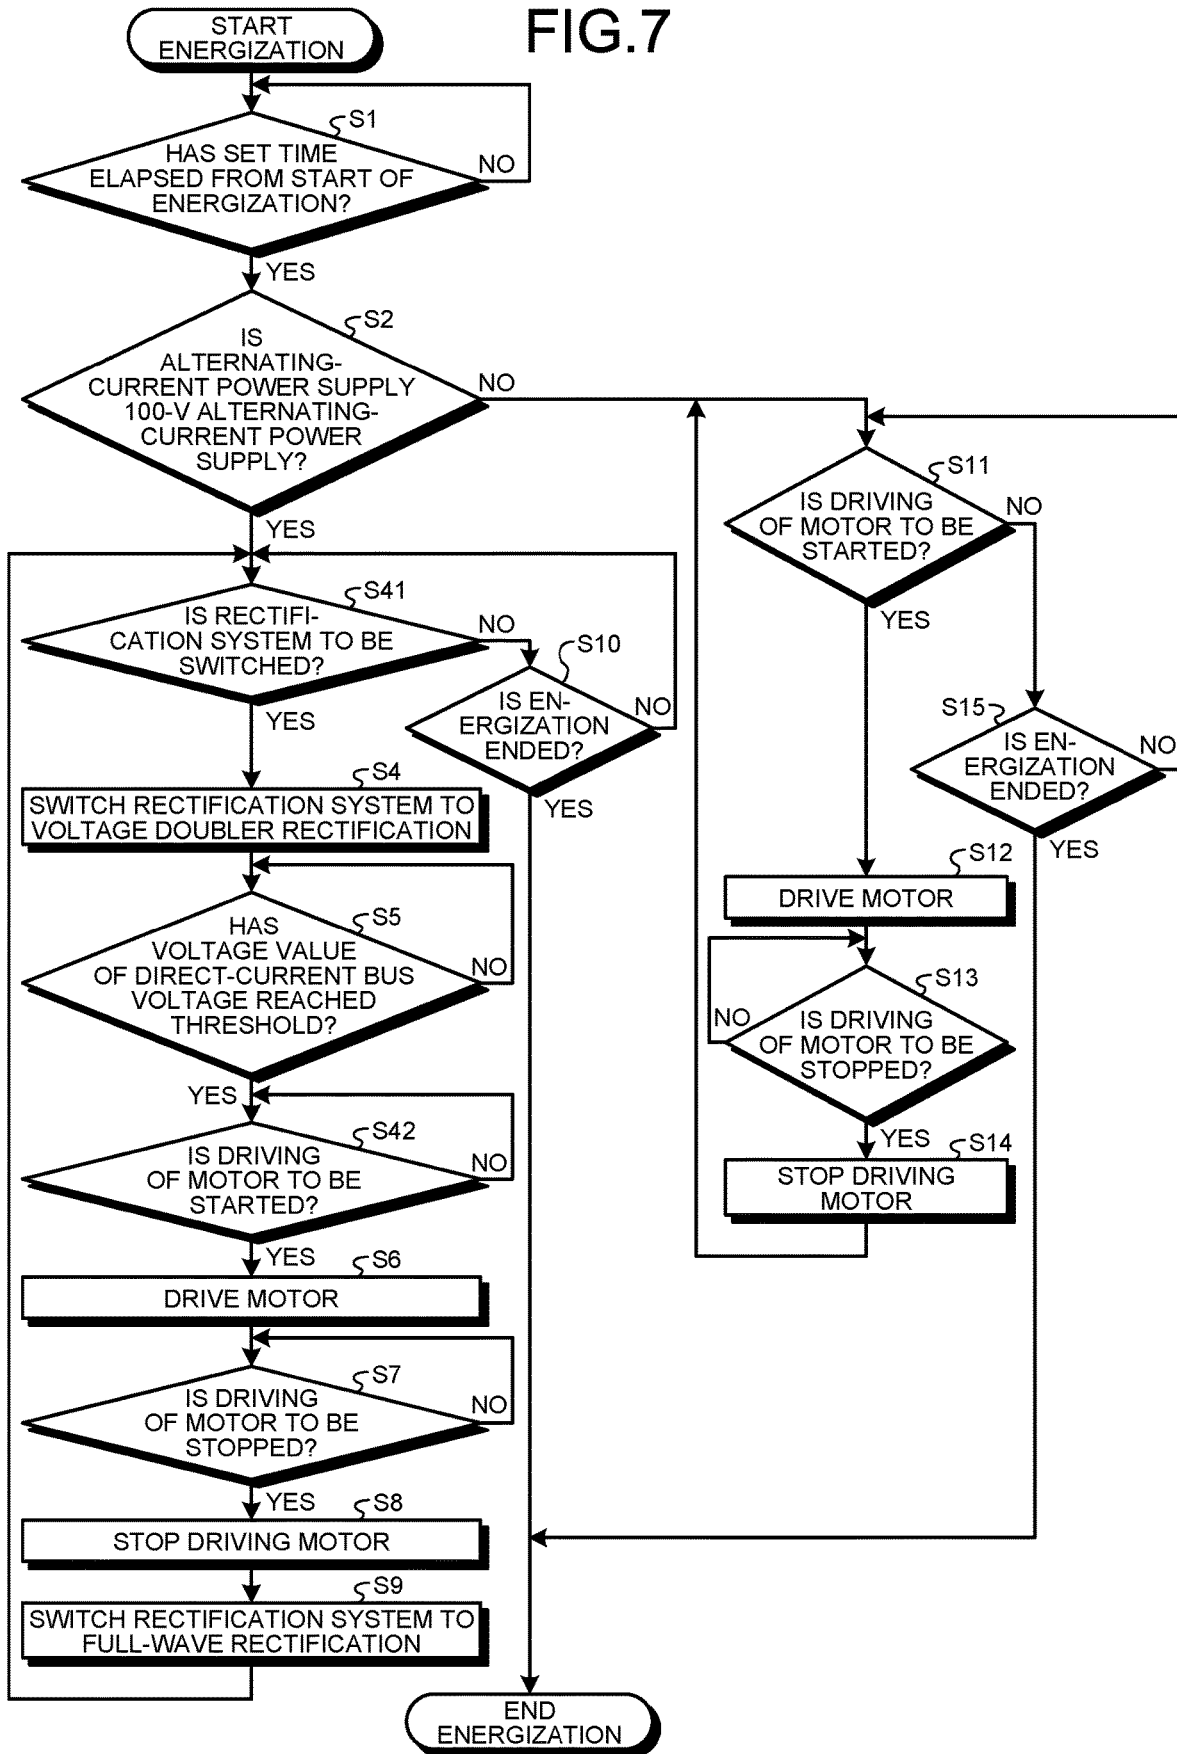 FIG.7
START
ENERGIZATION
S1
HAS SET TIME
ELAPSED FROM START OF
ENERGIZATION?
NO
YES
S2
IS
ALTERNATING-
CURRENT POWER SUPPLY
100-V ALTERNATING-
CURRENT POWER
SUPPLY?
NO
YES
S41
IS RECTIFI-
CATION SYSTEM TO BE
SWITCHED?
NO
YES
S10
IS EN-
ERGIZATION
ENDED?
NO
YES
S4
SWITCH RECTIFICATION SYSTEM TO
VOLTAGE DOUBLER RECTIFICATION
S5
HAS
VOLTAGE VALUE
OF DIRECT-CURRENT BUS
VOLTAGE REACHED
THRESHOLD?
NO
YES
S42
IS DRIVING
OF MOTOR TO BE
STARTED?
NO
YES
S6
DRIVE MOTOR
S7
IS DRIVING
OF MOTOR TO BE
STOPPED?
NO
YES
S8
STOP DRIVING MOTOR
S9
SWITCH RECTIFICATION SYSTEM TO
FULL-WAVE RECTIFICATION
S11
IS DRIVING
OF MOTOR TO BE
STARTED?
NO
YES
S15
IS EN-
ERGIZATION
ENDED?
NO
YES
S12
DRIVE MOTOR
S13
IS DRIVING
OF MOTOR TO BE
STOPPED?
NO
YES
S14
STOP DRIVING
MOTOR
END
ENERGIZATION